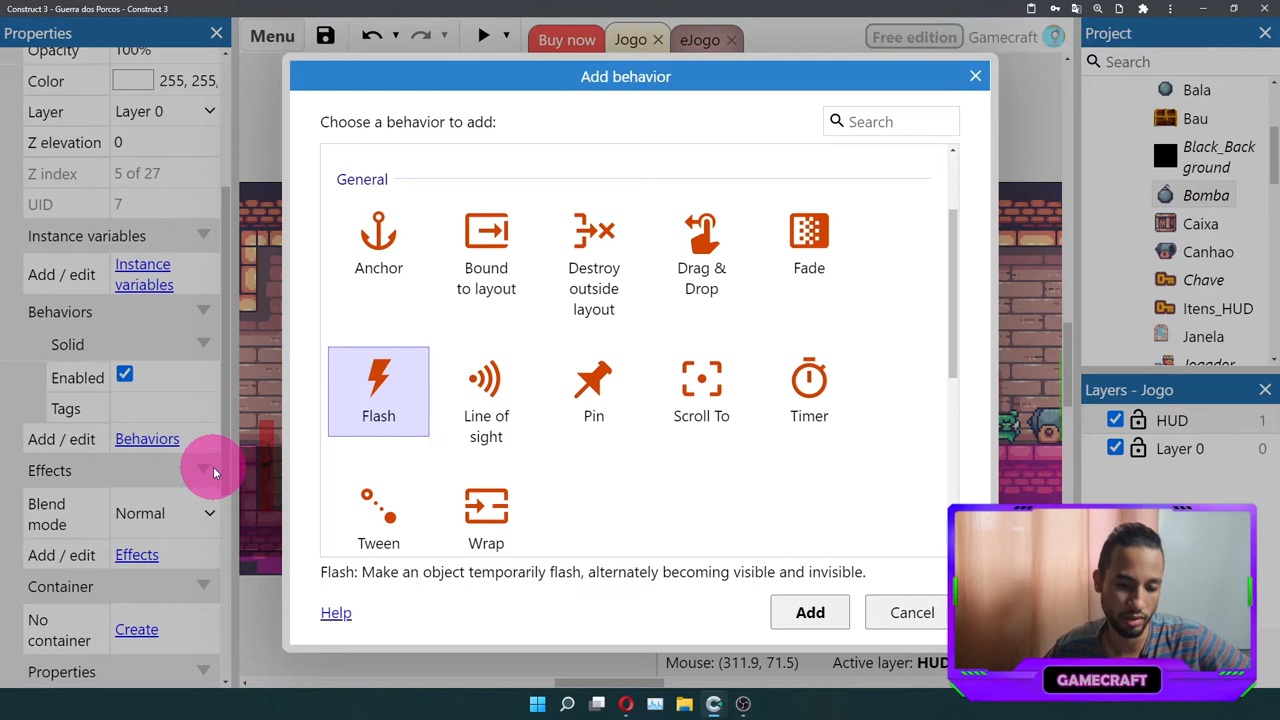 Construct 3 - Guerra dos Porcos - Construct 3
Properties
Opacity 100%
Color 255, 255,
Layer Layer 0
Z elevation 0
Z index 5 of 27
UID 7
Instance variables
Add / edit Instance variables
Behaviors
Solid
Enabled
Tags
Add / edit Behaviors
Effects
Blend mode Normal
Add / edit Effects
Container
No container Create
Properties
Menu
Buy now
Jogo
eJogo
Free edition
Gamecraft
Add behavior
Choose a behavior to add:
Search
General
Anchor
Bound to layout
Destroy outside layout
Drag & Drop
Fade
Flash
Line of sight
Pin
Scroll To
Timer
Tween
Wrap
Flash: Make an object temporarily flash, alternately becoming visible and invisible.
Help
Add
Cancel
Mouse: (311.9, 71.5)
Active layer: HUD
Project
Search
Bala
Bau
Black_Back
ground
Bomba
Caixa
Canhao
Chave
Itens_HUD
Janela
Jogador
Layers - Jogo
HUD 1
Layer 0 0
GAMECRAFT